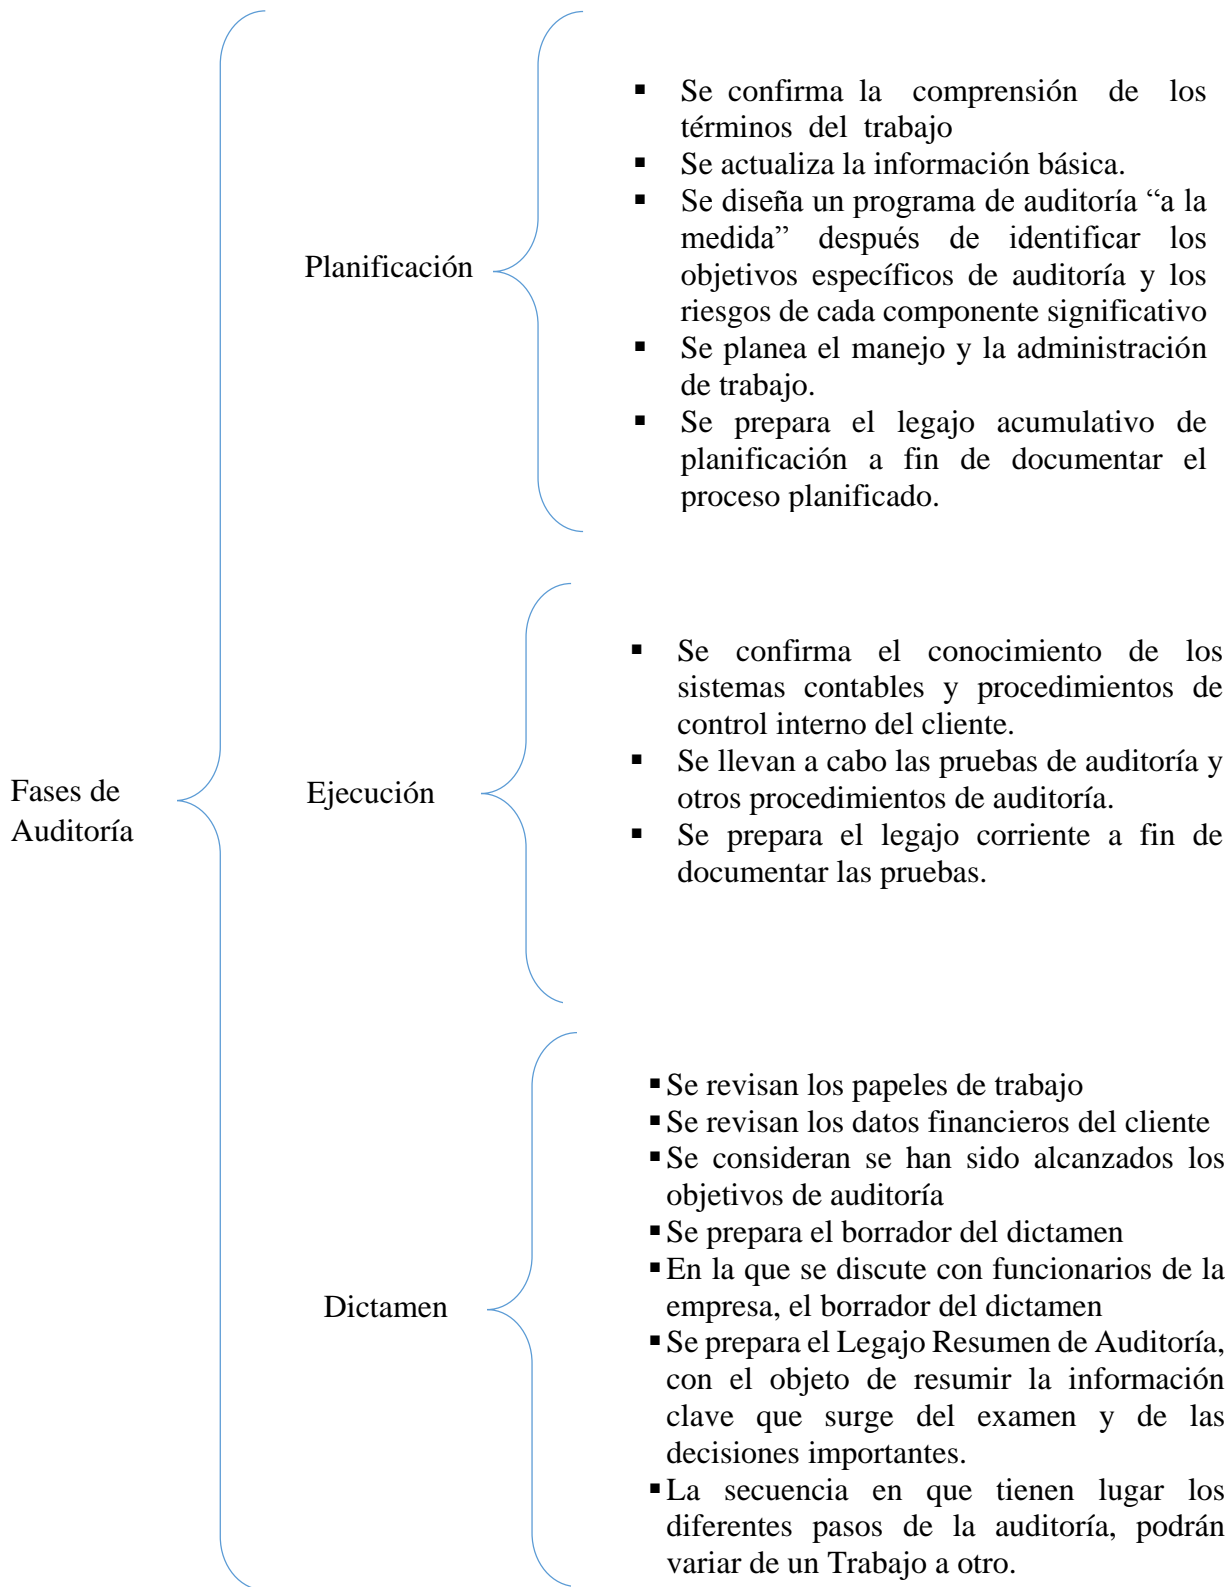 Fases de
Auditoría
Planificación
▪ Se confirma la comprensión de los
términos del trabajo
▪ Se actualiza la información básica.
▪ Se diseña un programa de auditoría “a la
medida” después de identificar los
objetivos específicos de auditoría y los
riesgos de cada componente significativo
▪ Se planea el manejo y la administración
de trabajo.
▪ Se prepara el legajo acumulativo de
planificación a fin de documentar el
proceso planificado.
Ejecución
▪ Se confirma el conocimiento de los
sistemas contables y procedimientos de
control interno del cliente.
▪ Se llevan a cabo las pruebas de auditoría y
otros procedimientos de auditoría.
▪ Se prepara el legajo corriente a fin de
documentar las pruebas.
Dictamen
▪ Se revisan los papeles de trabajo
▪ Se revisan los datos financieros del cliente
▪ Se consideran se han sido alcanzados los
objetivos de auditoría
▪ Se prepara el borrador del dictamen
▪ En la que se discute con funcionarios de la
empresa, el borrador del dictamen
▪ Se prepara el Legajo Resumen de Auditoría,
con el objeto de resumir la información
clave que surge del examen y de las
decisiones importantes.
▪ La secuencia en que tienen lugar los
diferentes pasos de la auditoría, podrán
variar de un Trabajo a otro.